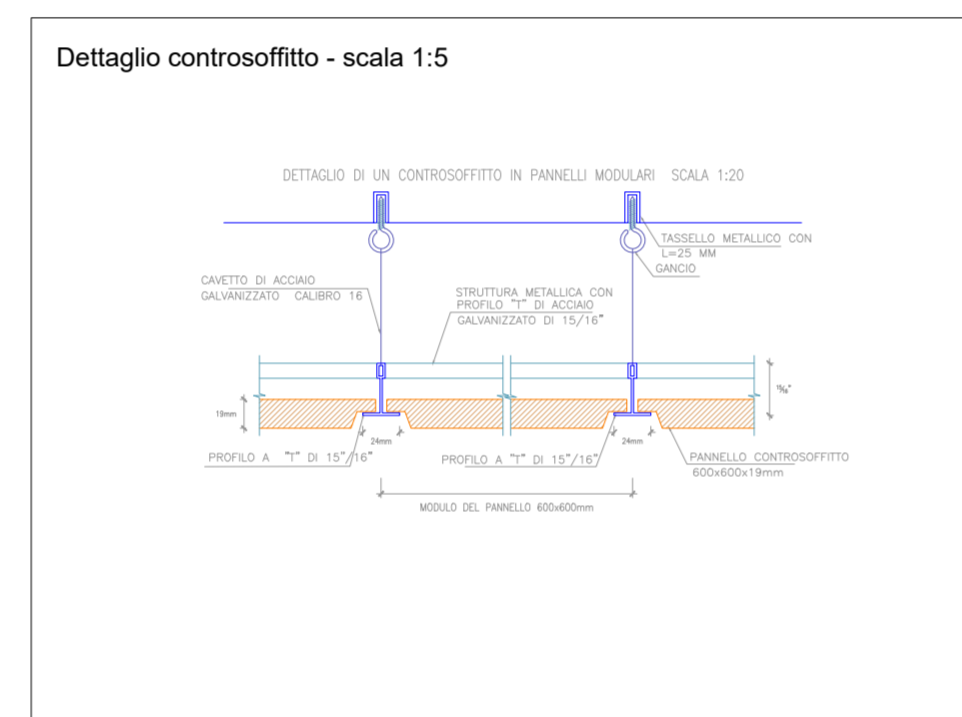 Dettaglio controsoffitto - scala 1:5
DETTAGLIO DI UN CONTROSOFFITTO IN PANNELLI MODULARI SCALA 1:20
TASSELLO METALLICO CON
L=25 MM
GANCIO
CAVETTO DI ACCIAIO
GALVANIZZATO CALIBRO 16
STRUTTURA METALLICA CON
PROFILO "T" DI ACCIAIO
GALVANIZZATO DI 15/16"
19mm
24mm
24mm
PROFILO A "T" DI 15"/16"
PROFILO A "T" DI 15"/16"
PANNELLO CONTROSOFFITTO
600x600x19mm
MODULO DEL PANNELLO 600x600mm